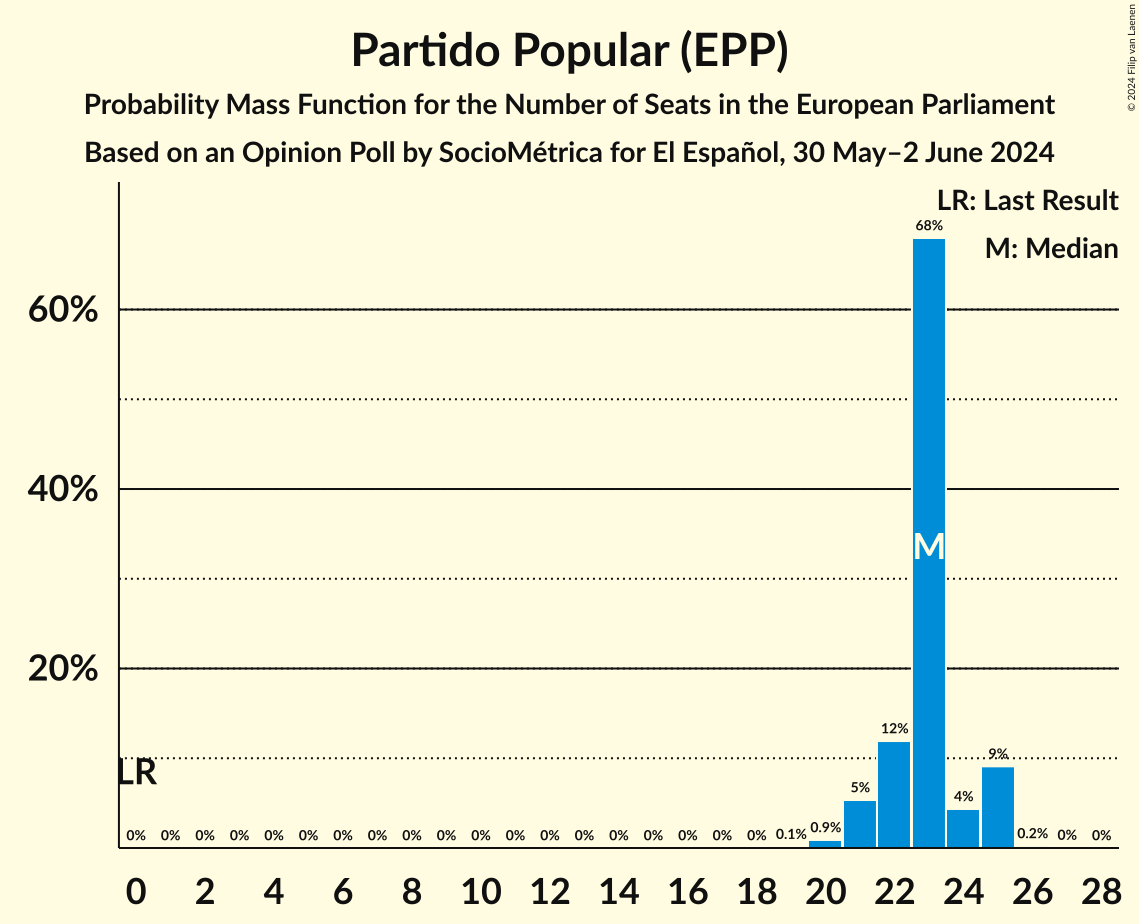 Partido Popular (EPP)
Probability Mass Function for the Number of Seats in the European Parliament
Based on an Opinion Poll by SocioMétrica for El Español, 30 May–2 June 2024
© 2024 Filip van Laenen
LR: Last Result
M: Median
60%
40%
20%
LR
M
0% 0% 0% 0% 0% 0% 0% 0% 0% 0% 0% 0% 0% 0% 0% 0% 0% 0% 0% 0.1% 0.9% 5% 12% 68% 4% 9% 0.2% 0% 0%
0 2 4 6 8 10 12 14 16 18 20 22 24 26 28